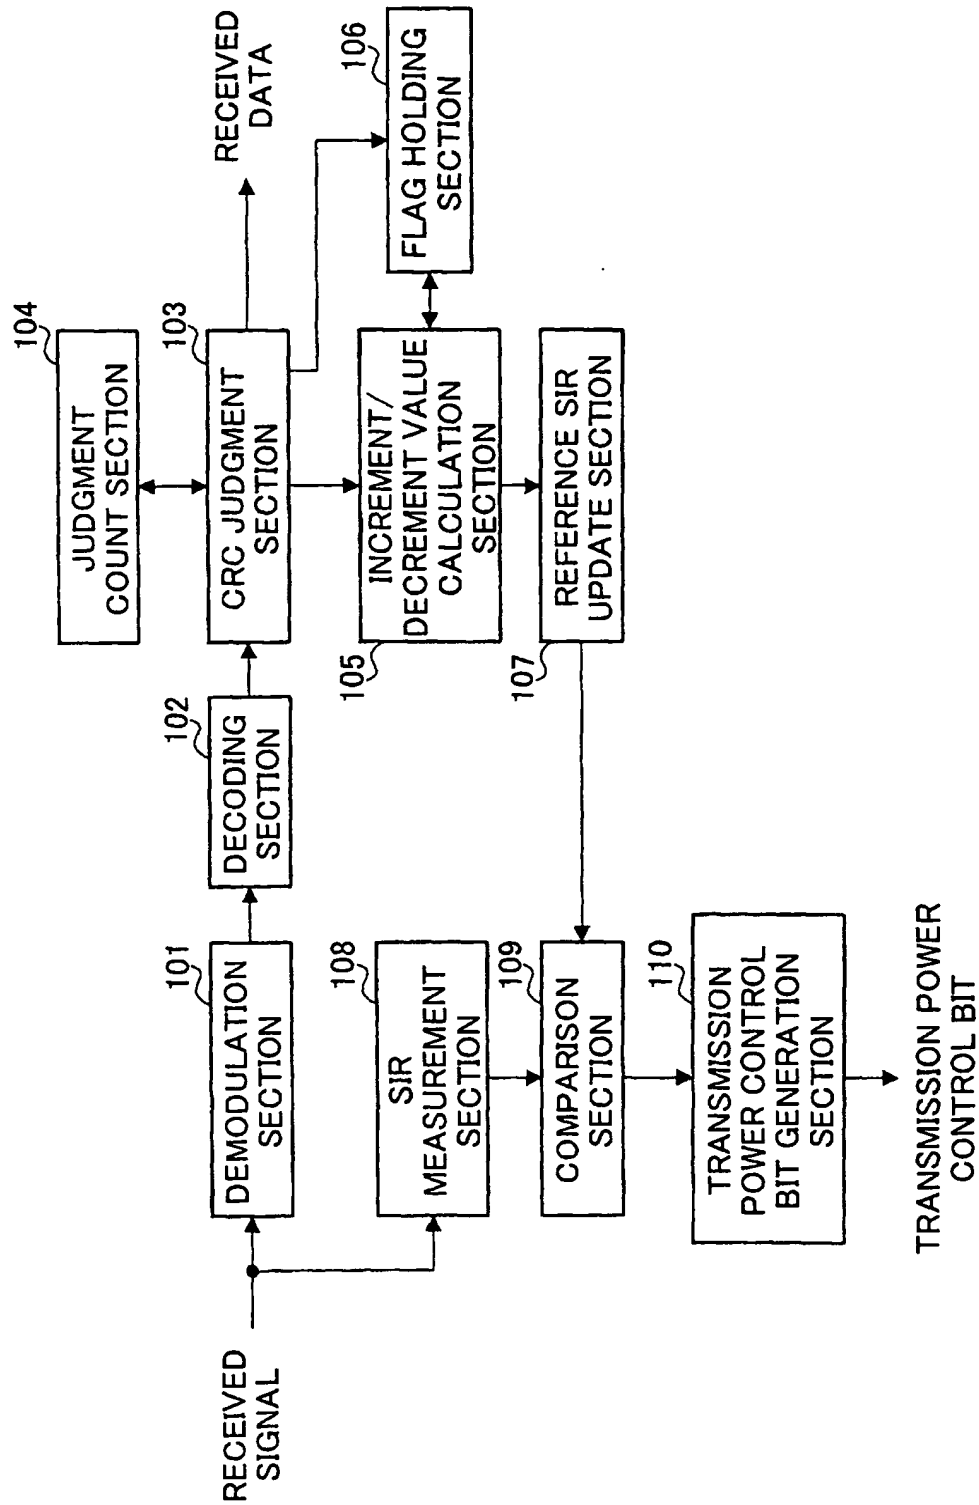 RECEIVED
SIGNAL
101
DEMODULATION
SECTION
102
DECODING
SECTION
103
CRC JUDGMENT
SECTION
104
JUDGMENT
COUNT SECTION
RECEIVED
DATA
105
INCREMENT/
DECREMENT VALUE
CALCULATION
SECTION
106
FLAG HOLDING
SECTION
107
REFERENCE SIR
UPDATE SECTION
108
SIR
MEASUREMENT
SECTION
109
COMPARISON
SECTION
110
TRANSMISSION
POWER CONTROL
BIT GENERATION
SECTION
TRANSMISSION POWER
CONTROL BIT